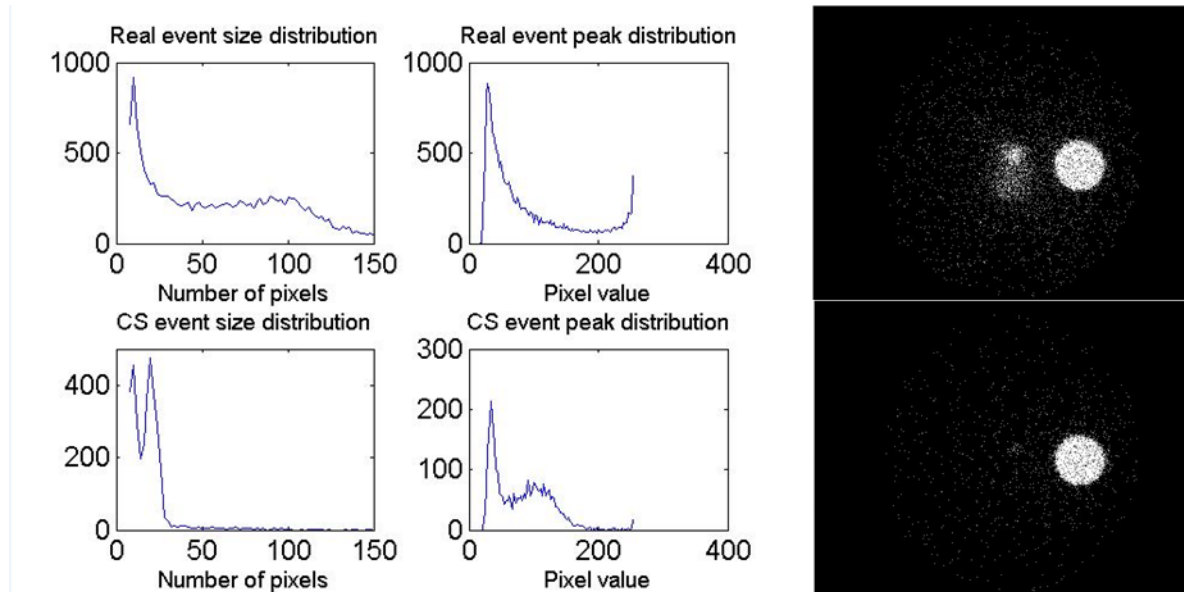 Real event size distribution
1000
500
0
0 50 100 150
Number of pixels
Real event peak distribution
1000
500
0
0 200 400
Pixel value
CS event size distribution
400
200
0
0 50 100 150
Number of pixels
CS event peak distribution
300
200
100
0
0 200 400
Pixel value